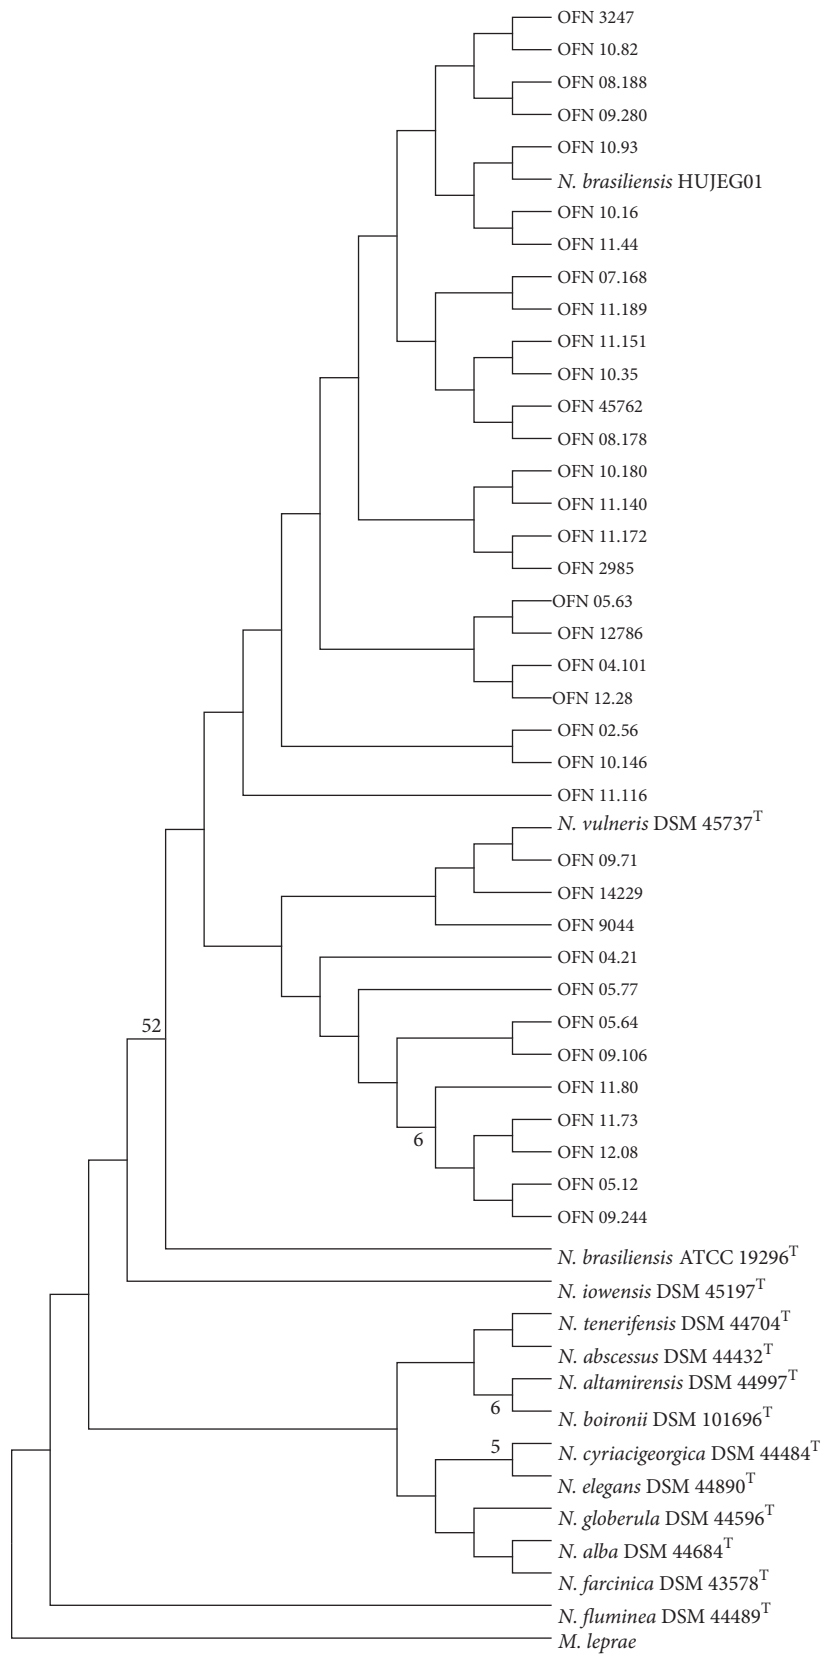 OFN 3247
OFN 10.82
OFN 08.188
OFN 09.280
OFN 10.93
N. brasiliensis HUJEG01
OFN 10.16
OFN 11.44
OFN 07.168
OFN 11.189
OFN 11.151
OFN 10.35
OFN 45762
OFN 08.178
OFN 10.180
OFN 11.140
OFN 11.172
OFN 2985
OFN 05.63
OFN 12786
OFN 04.101
OFN 12.28
OFN 02.56
OFN 10.146
OFN 11.116
N. vulneris DSM 45737ᵀ
OFN 09.71
OFN 14229
OFN 9044
OFN 04.21
OFN 05.77
52
OFN 05.64
OFN 09.106
OFN 11.80
OFN 11.73
6
OFN 12.08
OFN 05.12
OFN 09.244
N. brasiliensis ATCC 19296ᵀ
N. iowensis DSM 45197ᵀ
N. tenerifensis DSM 44704ᵀ
N. abscessus DSM 44432ᵀ
N. altamirensis DSM 44997ᵀ
6
N. boironii DSM 101696ᵀ
5
N. cyriacigeorgica DSM 44484ᵀ
N. elegans DSM 44890ᵀ
N. globerula DSM 44596ᵀ
N. alba DSM 44684ᵀ
N. farcinica DSM 43578ᵀ
N. fluminea DSM 44489ᵀ
M. leprae